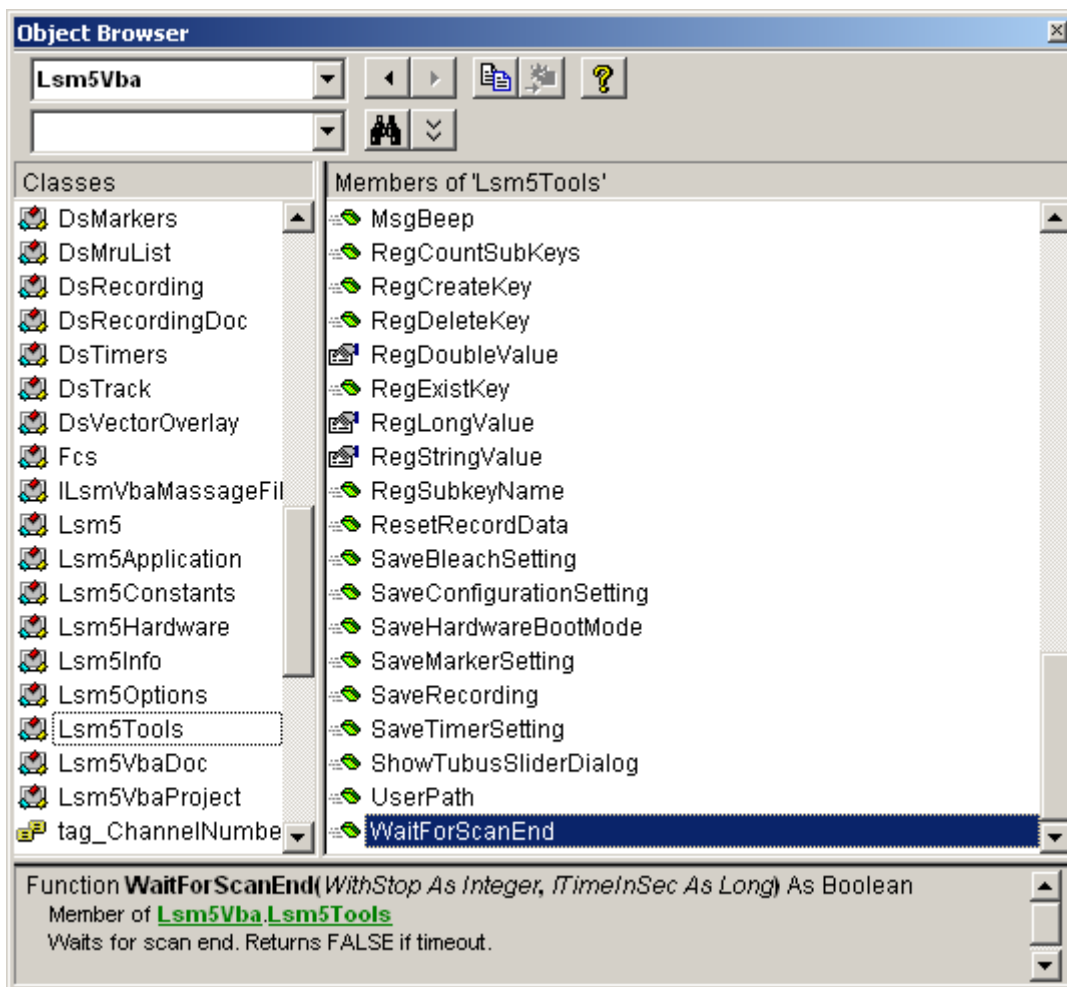 Object Browser
Lsm5Vba
Classes
Members of 'Lsm5Tools'
DsMarkers
DsMruList
DsRecording
DsRecordingDoc
DsTimers
DsTrack
DsVectorOverlay
Fcs
ILsmVbaMassageFil
Lsm5
Lsm5Application
Lsm5Constants
Lsm5Hardware
Lsm5Info
Lsm5Options
Lsm5Tools
Lsm5VbaDoc
Lsm5VbaProject
tag_ChannelNumbe
MsgBeep
RegCountSubKeys
RegCreateKey
RegDeleteKey
RegDoubleValue
RegExistKey
RegLongValue
RegStringValue
RegSubkeyName
ResetRecordData
SaveBleachSetting
SaveConfigurationSetting
SaveHardwareBootMode
SaveMarkerSetting
SaveRecording
SaveTimerSetting
ShowTubusSliderDialog
UserPath
WaitForScanEnd
Function WaitForScanEnd(WithStop As Integer, lTimeInSec As Long) As Boolean
Member of Lsm5Vba.Lsm5Tools
Waits for scan end. Returns FALSE if timeout.